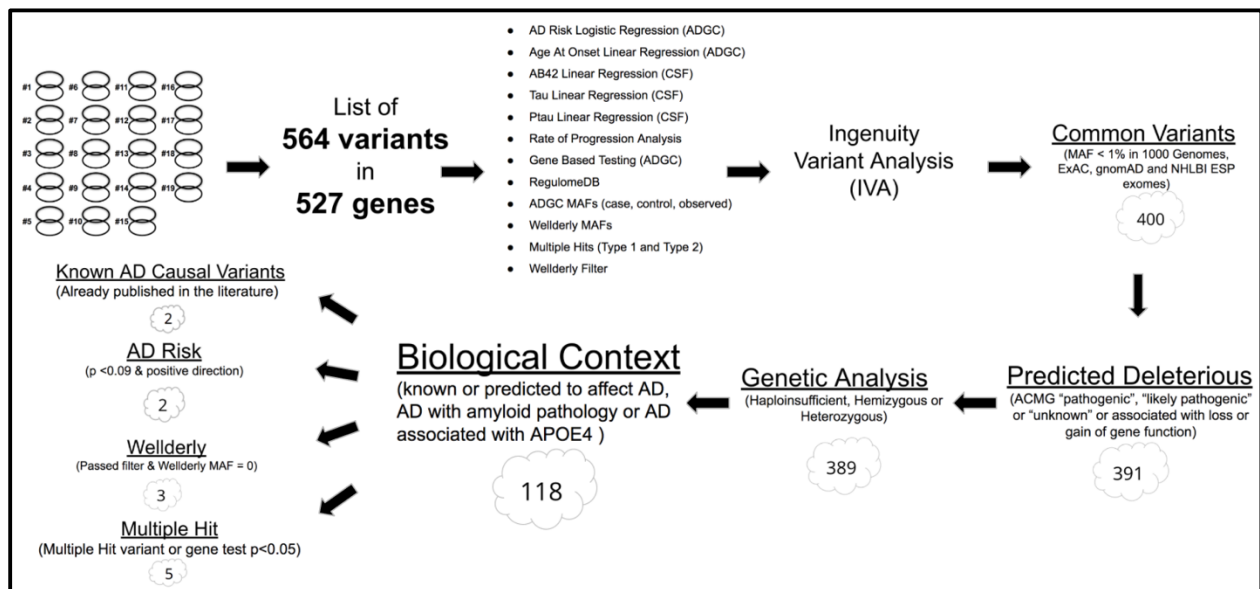 #1
#6
#11
#16
#2
#7
#12
#17
#3
#8
#13
#18
#4
#9
#14
#19
#5
#10
#15
List of
564 variants
in
527 genes
AD Risk Logistic Regression (ADGC)
Age At Onset Linear Regression (ADGC)
AB42 Linear Regression (CSF)
Tau Linear Regression (CSF)
Ptau Linear Regression (CSF)
Rate of Progression Analysis
Gene Based Testing (ADGC)
RegulomeDB
ADGC MAFs (case, control, observed)
Wellderly MAFs
Multiple Hits (Type 1 and Type 2)
Wellderly Filter
Ingenuity
Variant Analysis
(IVA)
Common Variants
(MAF < 1% in 1000 Genomes,
ExAC, gnomAD and NHLBI ESP
exomes)
400
Predicted Deleterious
(ACMG “pathogenic”, “likely pathogenic”
or “unknown” or associated with loss or
gain of gene function)
391
Genetic Analysis
(Haploinsufficient, Hemizygous or
Heterozygous)
389
Biological Context
(known or predicted to affect AD,
AD with amyloid pathology or AD
associated with APOE4 )
118
Known AD Causal Variants
(Already published in the literature)
2
AD Risk
(p <0.09 & positive direction)
2
Wellderly
(Passed filter & Wellderly MAF = 0)
3
Multiple Hit
(Multiple Hit variant or gene test p<0.05)
5